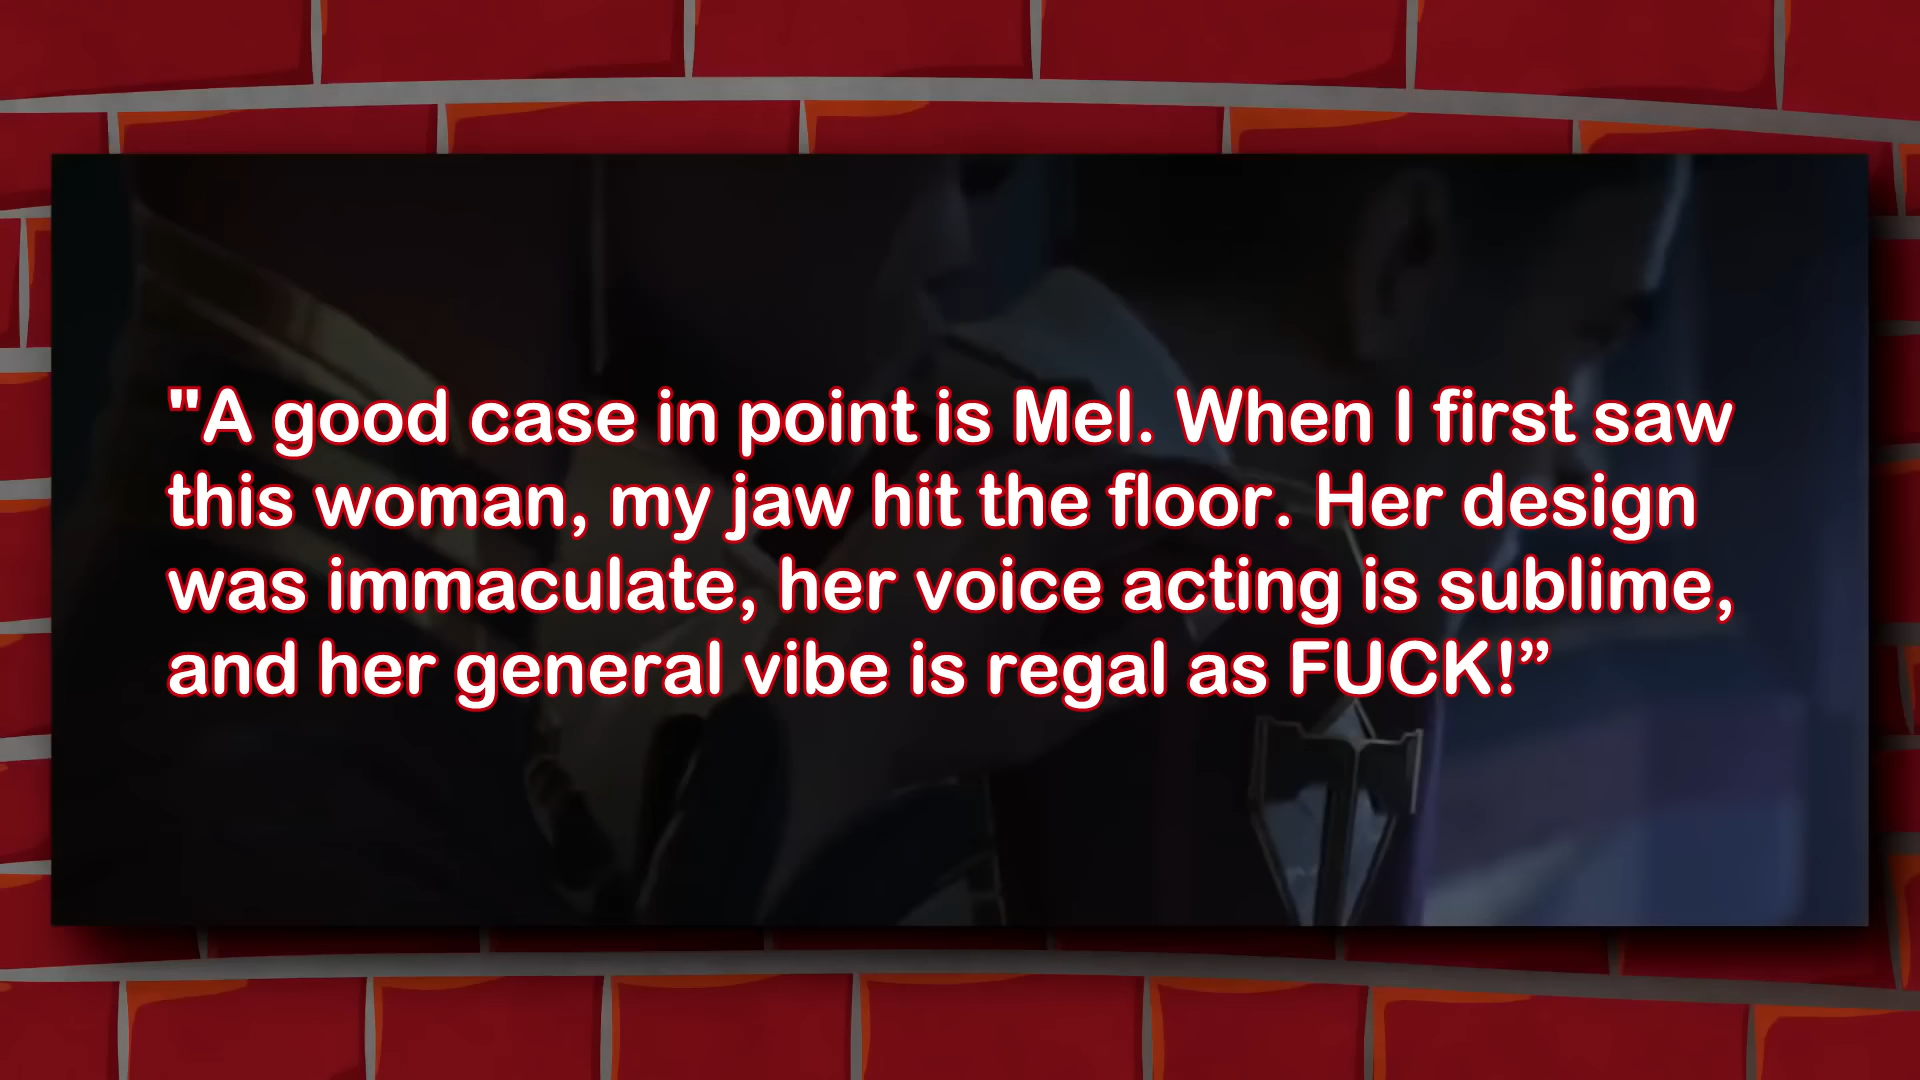 "A good case in point is Mel. When I first saw
this woman, my jaw hit the floor. Her design
was immaculate, her voice acting is sublime,
and her general vibe is regal as FUCK!”